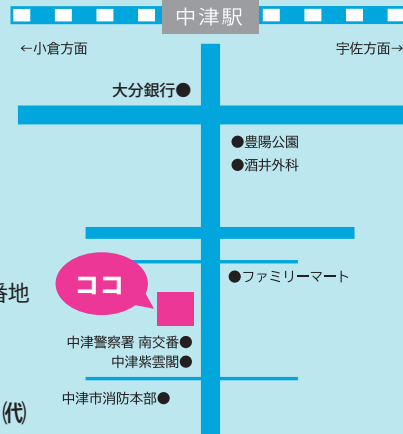 中津駅
←小倉方面
宇佐方面→
大分銀行●
●豊陽公園
●酒井外科
●ファミリーマート
番地
ココ
中津警察署 南交番●
中津紫雲閣●
中津市消防本部●
(代)